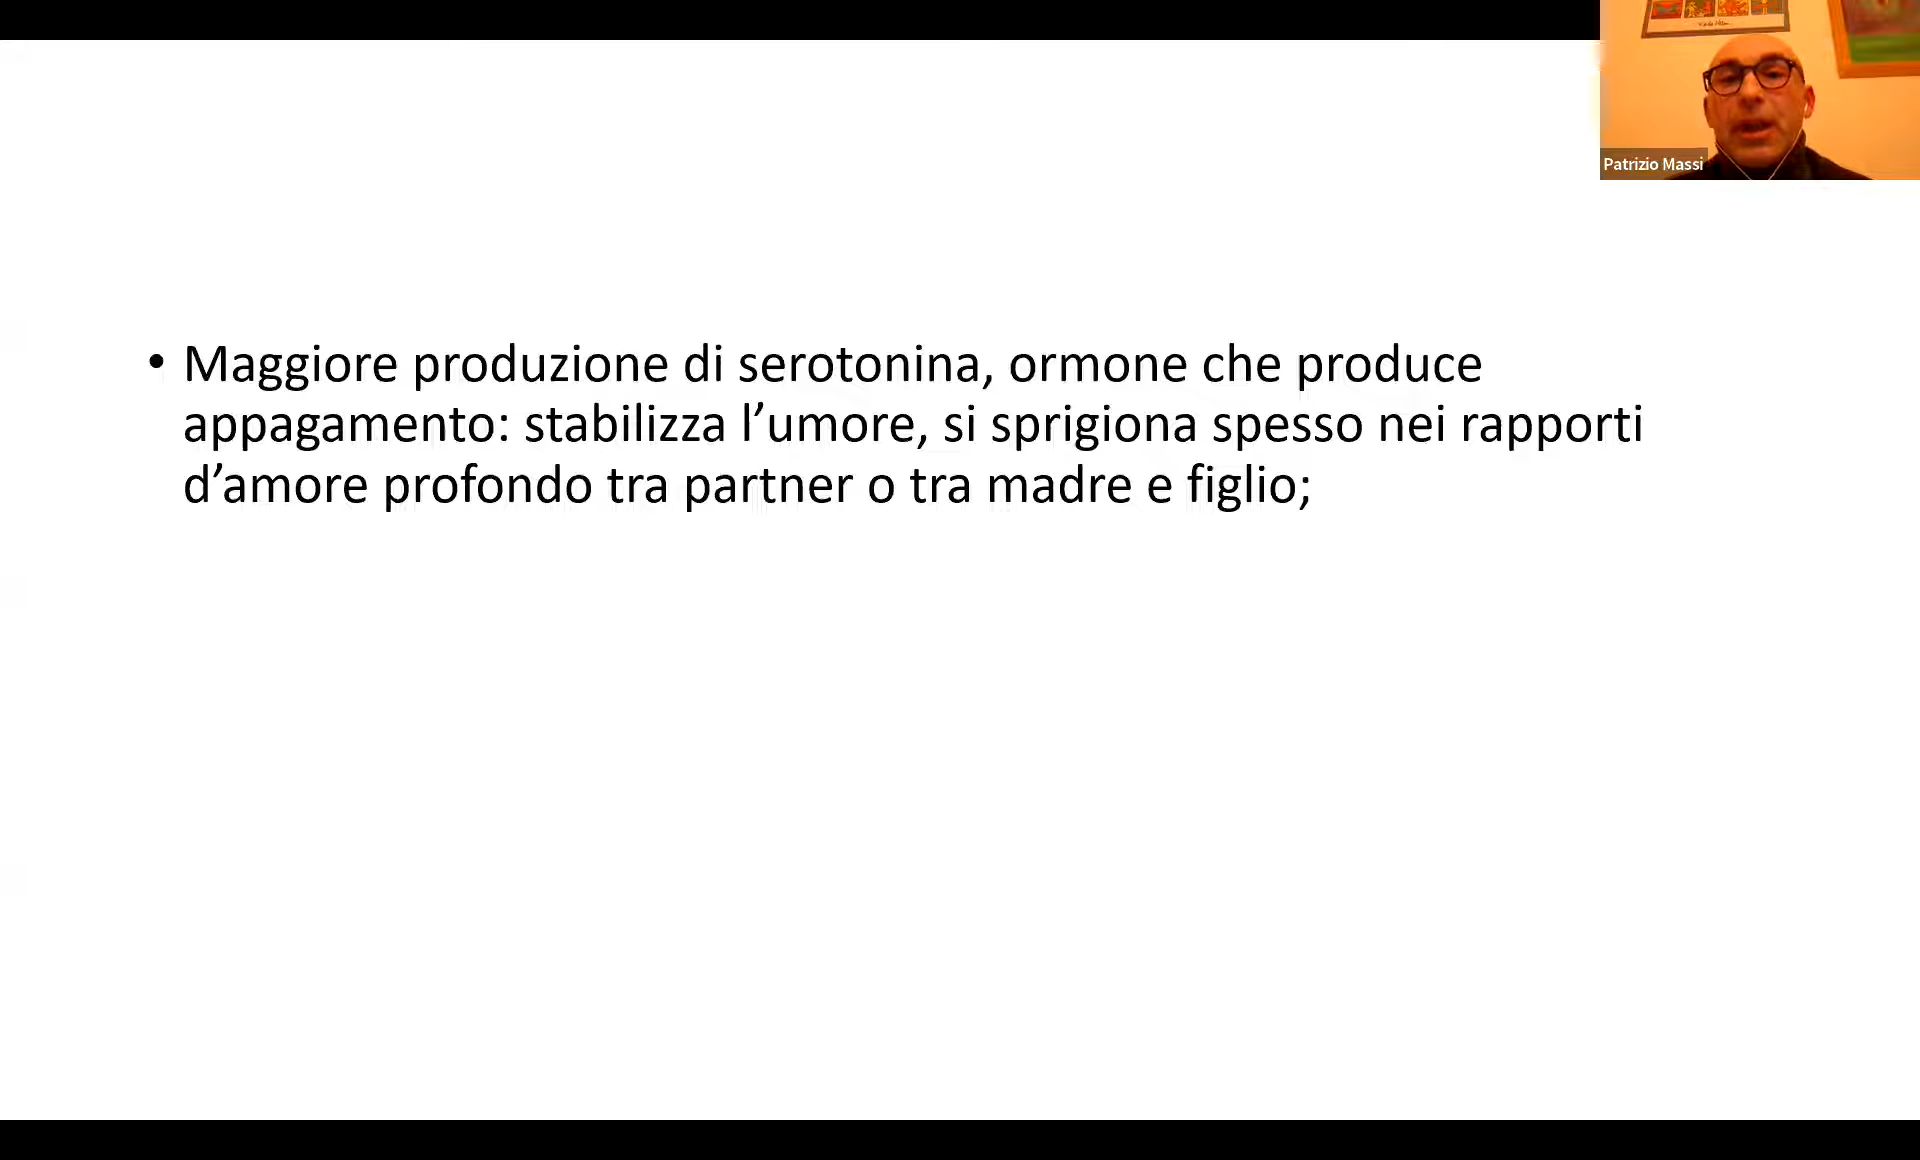 Patrizio Massi
• Maggiore produzione di serotonina, ormone che produce
appagamento: stabilizza l’umore, si sprigiona spesso nei rapporti
d’amore profondo tra partner o tra madre e figlio;